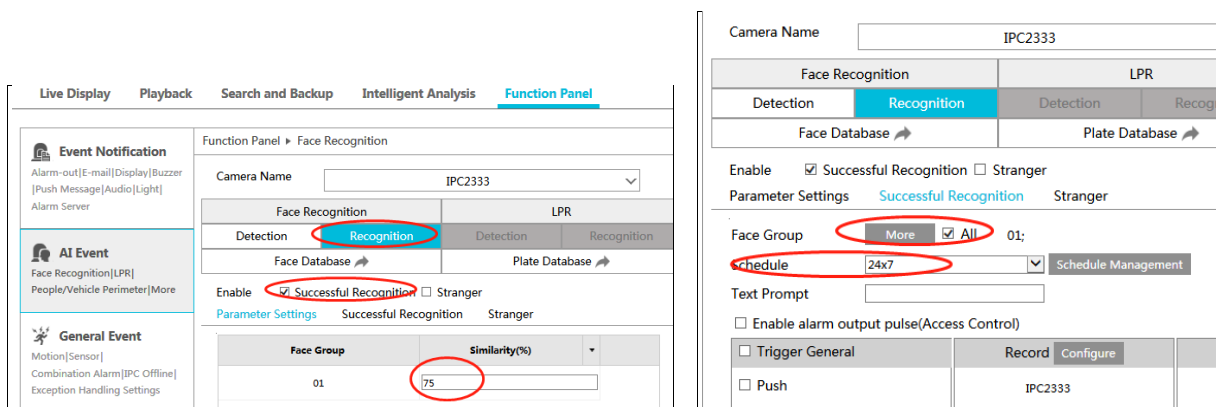 Live Display Playback Search and Backup Intelligent Analysis Function Panel
Event Notification
Alarm-out|E-mail|Display|Buzzer
|Push Message|Audio|Light|
Alarm Server
AI Event
Face Recognition|LPR|
People/Vehicle Perimeter|More
General Event
Motion|Sensor|
Combination Alarm|IPC Offline|
Exception Handling Settings
Function Panel ▸ Face Recognition
Camera Name IPC2333
Face Recognition LPR
Detection Recognition Detection Recognition
Face Database Plate Database
Enable Successful Recognition Stranger
Parameter Settings Successful Recognition Stranger
Face Group Similarity(%)
01 75
Camera Name IPC2333
Face Recognition LPR
Detection Recognition Detection Recog
Face Database Plate Database
Enable Successful Recognition Stranger
Parameter Settings Successful Recognition Stranger
Face Group More All 01;
Schedule 24x7 Schedule Management
Text Prompt
Enable alarm output pulse(Access Control)
Trigger General Record Configure
Push IPC2333